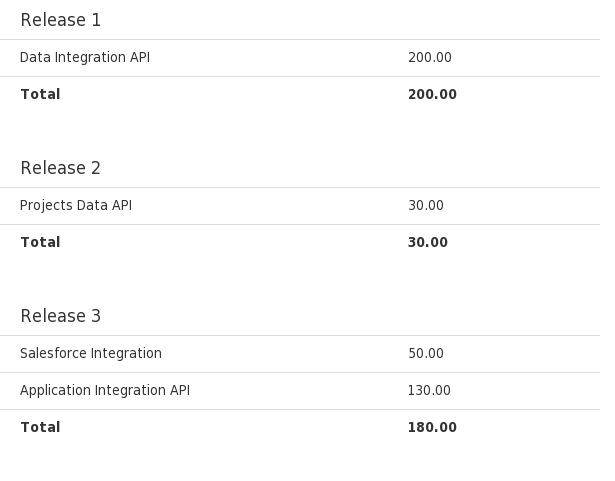 Release 1
Data Integration API 200.00
Total 200.00
Release 2
Projects Data API 30.00
Total 30.00
Release 3
Salesforce Integration 50.00
Application Integration API 130.00
Total 180.00